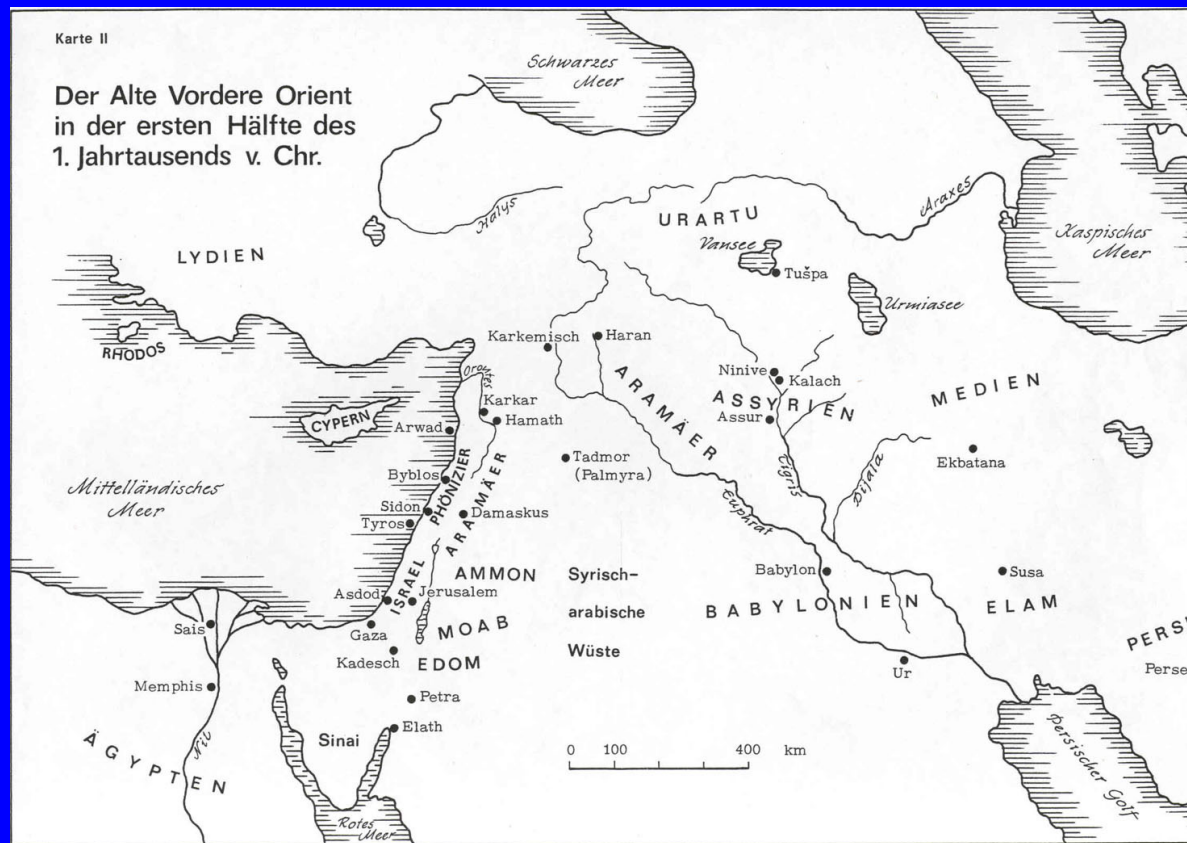 Karte II
Der Alte Vordere Orient
in der ersten Hälfte des
1. Jahrtausends v. Chr.
Schwarzes
Meer
Halys
URARTU
Araxes
Vansee
Tušpa
Kaspisches
Meer
Urmiasee
LYDIEN
RHODOS
Karkemisch
Haran
Orontes
Ninive
Kalach
MEDIEN
ARAMÄER
ASSYRIEN
Assur
Karkar
Hamath
CYPERN
Arwad
Tadmor
(Palmyra)
Ekbatana
Tigris
Dijala
Byblos
PHÖNIZIER
ARAMÄER
Mittelländisches
Meer
Sidon
Damaskus
Tyros
Euphrat
ISRAEL
AMMON
Syrisch-
arabische
Wüste
Babylon
Susa
Asdod
Jerusalem
BABYLONIEN
ELAM
Sais
Gaza
MOAB
Kadesch
EDOM
Ur
PERSI
Perse
Memphis
Petra
Elath
Sinai
Nil
ÄGYPTEN
0 100 400 km
Persischer Golf
Rotes
Meer